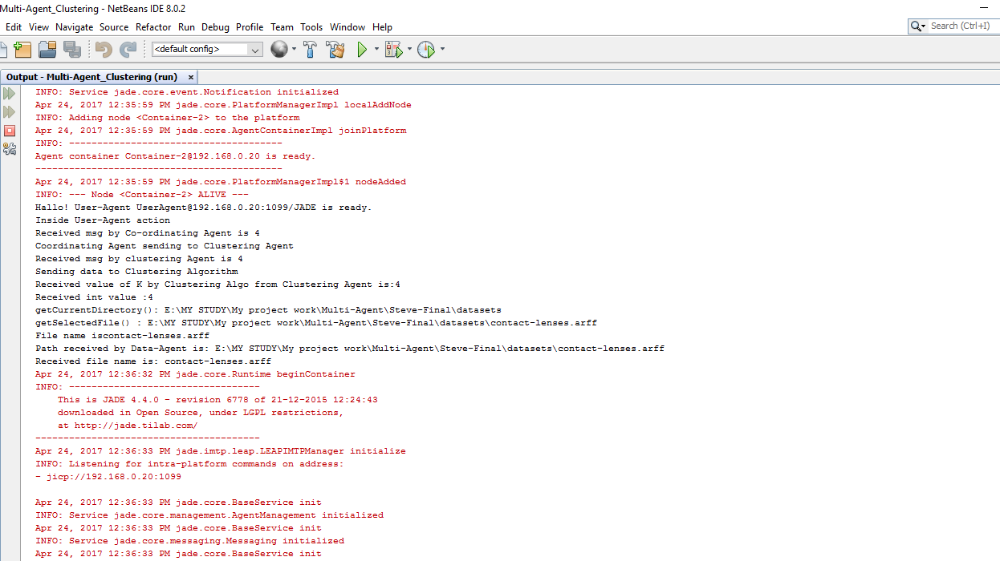 Multi-Agent_Clustering - NetBeans IDE 8.0.2
Edit View Navigate Source Refactor Run Debug Profile Team Tools Window Help
Search (Ctrl+I)
<default config>
Output - Multi-Agent_Clustering (run) ×
INFO: Service jade.core.event.Notification initialized
Apr 24, 2017 12:35:59 PM jade.core.PlatformManagerImpl localAddNode
INFO: Adding node <Container-2> to the platform
Apr 24, 2017 12:35:59 PM jade.core.AgentContainerImpl joinPlatform
INFO: --------------------------------------
Agent container Container-2@192.168.0.20 is ready.
--------------------------------------------
Apr 24, 2017 12:35:59 PM jade.core.PlatformManagerImpl$1 nodeAdded
INFO: --- Node <Container-2> ALIVE ---
Hallo! User-Agent UserAgent@192.168.0.20:1099/JADE is ready.
Inside User-Agent action
Received msg by Co-ordinating Agent is 4
Coordinating Agent sending to Clustering Agent
Received msg by clustering Agent is 4
Sending data to Clustering Algorithm
Received value of K by Clustering Algo from Clustering Agent is:4
Received int value :4
getCurrentDirectory(): E:\MY STUDY\My project work\Multi-Agent\Steve-Final\datasets
getSelectedFile() : E:\MY STUDY\My project work\Multi-Agent\Steve-Final\datasets\contact-lenses.arff
File name iscontact-lenses.arff
Path received by Data-Agent is: E:\MY STUDY\My project work\Multi-Agent\Steve-Final\datasets\contact-lenses.arff
Received file name is: contact-lenses.arff
Apr 24, 2017 12:36:32 PM jade.core.Runtime beginContainer
INFO: ----------------------------------
This is JADE 4.4.0 - revision 6778 of 21-12-2015 12:24:43
downloaded in Open Source, under LGPL restrictions,
at http://jade.tilab.com/
----------------------------------------
Apr 24, 2017 12:36:33 PM jade.imtp.leap.LEAPIMTPManager initialize
INFO: Listening for intra-platform commands on address:
- jicp://192.168.0.20:1099
Apr 24, 2017 12:36:33 PM jade.core.BaseService init
INFO: Service jade.core.management.AgentManagement initialized
Apr 24, 2017 12:36:33 PM jade.core.BaseService init
INFO: Service jade.core.messaging.Messaging initialized
Apr 24, 2017 12:36:33 PM jade.core.BaseService init